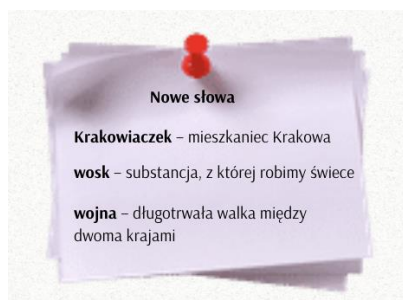 Nowe słowa
Krakowiaczek – mieszkaniec Krakowa
wosk – substancja, z której robimy świece
wojna – długotrwała walka między
dwoma krajami